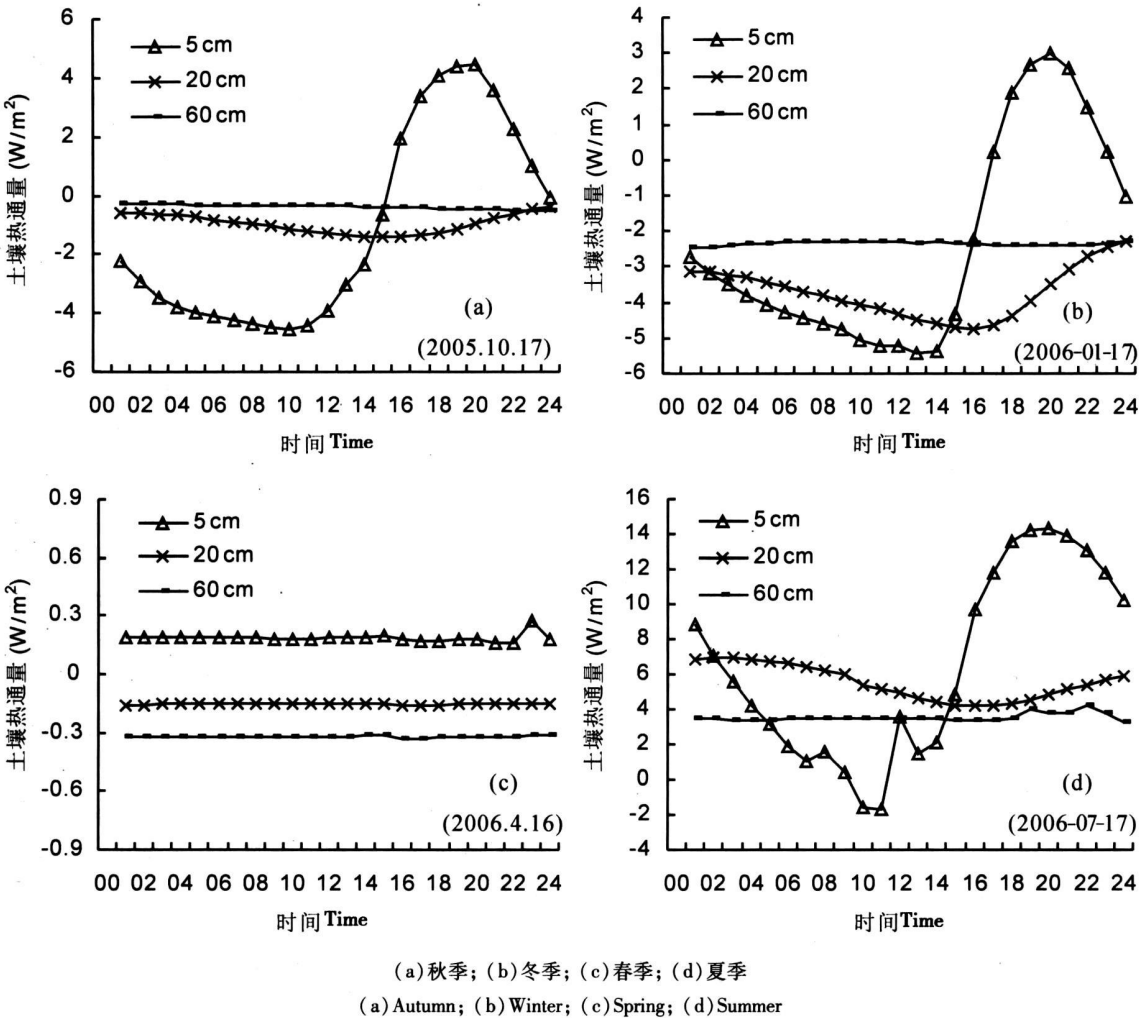 土壤热通量 (W/m²)
6
4
2
0
-2
-4
-6
5 cm
20 cm
60 cm
(a)
(2005.10.17)
00 02 04 06 08 10 12 14 16 18 20 22 24
时间 Time
土壤热通量 (W/m²)
4
3
2
1
0
-1
-2
-3
-4
-5
-6
5 cm
20 cm
60 cm
(b)
(2006-01-17)
00 02 04 06 08 10 12 14 16 18 20 22 24
时间 Time
土壤热通量 (W/m²)
0.9
0.6
0.3
0
-0.3
-0.6
-0.9
5 cm
20 cm
60 cm
(c)
(2006.4.16)
00 02 04 06 08 10 12 14 16 18 20 22 24
时间 Time
土壤热通量 (W/m²)
16
14
12
10
8
6
4
2
0
-2
-4
5 cm
20 cm
60 cm
(d)
(2006-07-17)
00 02 04 06 08 10 12 14 16 18 20 22 24
时间 Time
(a)秋季; (b)冬季; (c)春季; (d)夏季
(a)Autumn; (b)Winter; (c)Spring; (d)Summer